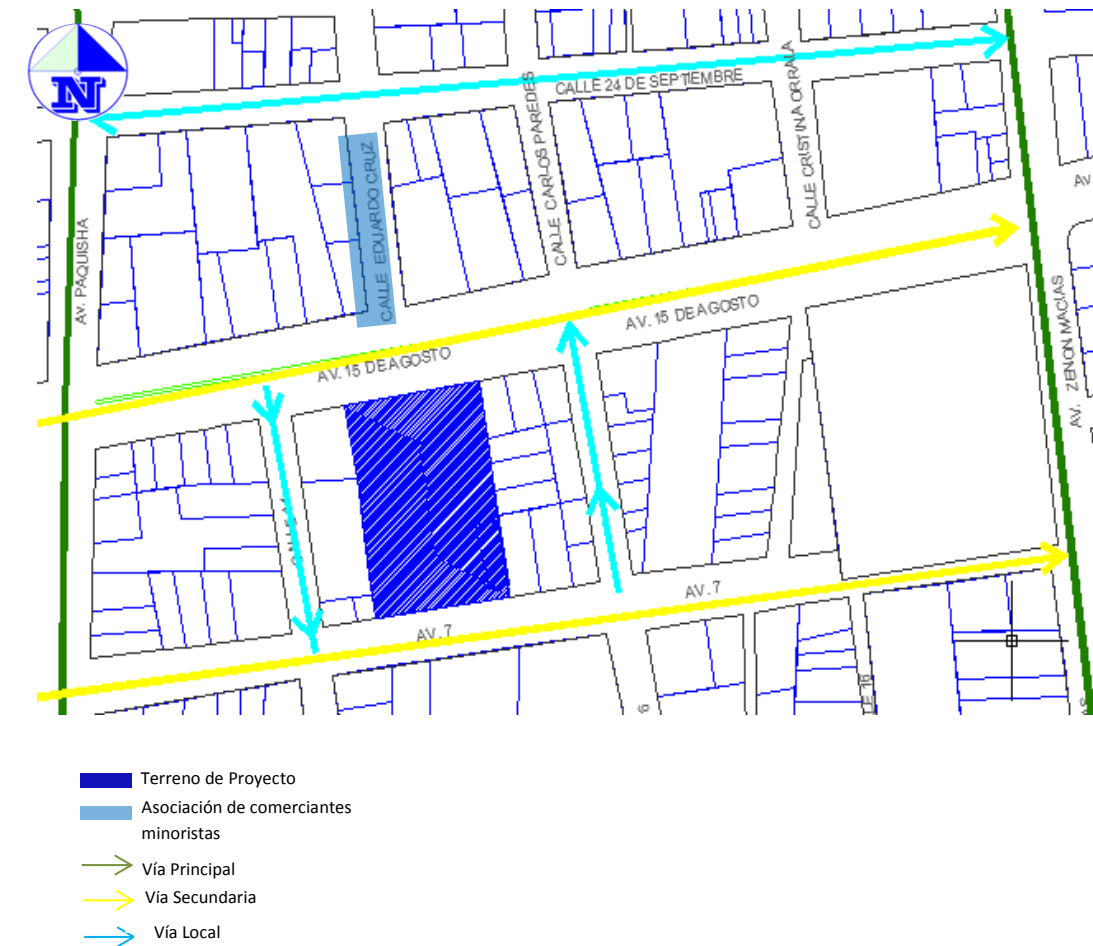 N
CALLE 24 DE SEPTIEMBRE
CALLE CARLOS PAREDES
CALLE CRISTINA ORRALA
CALLE EDUARDO CRUZ
AV. PAQUISHA
Av
AV. 15 DE AGOSTO
AV. 15 DE AGOSTO
AV. ZENON MACIAS
AV. 7
AV. 7
Terreno de Proyecto
Asociación de comerciantes
minoristas
Vía Principal
Vía Secundaria
Vía Local